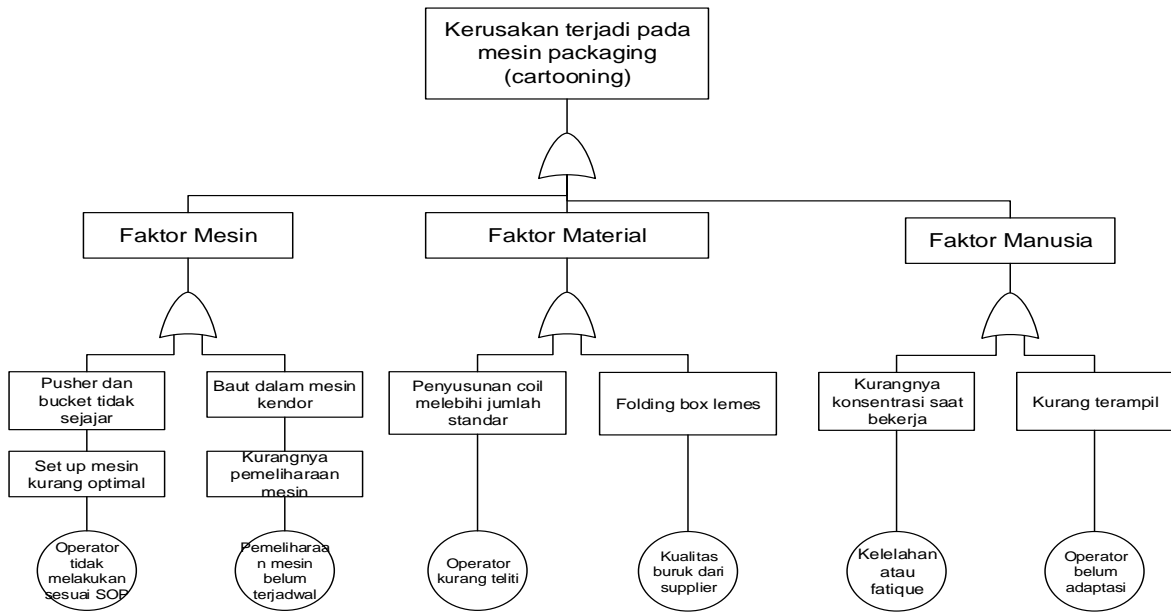 Kerusakan terjadi pada
mesin packaging
(cartooning)
Faktor Mesin
Faktor Material
Faktor Manusia
Pusher dan
bucket tidak
sejajar
Baut dalam mesin
kendor
Penyusunan coil
melebihi jumlah
standar
Folding box lemes
Kurangnya
konsentrasi saat
bekerja
Kurang terampil
Set up mesin
kurang optimal
Kurangnya
pemeliharaan
mesin
Operator
tidak
melakukan
sesuai SOP
Pemeliharaa
n mesin
belum
terjadwal
Operator
kurang teliti
Kualitas
buruk dari
supplier
Kelelahan
atau
fatique
Operator
belum
adaptasi